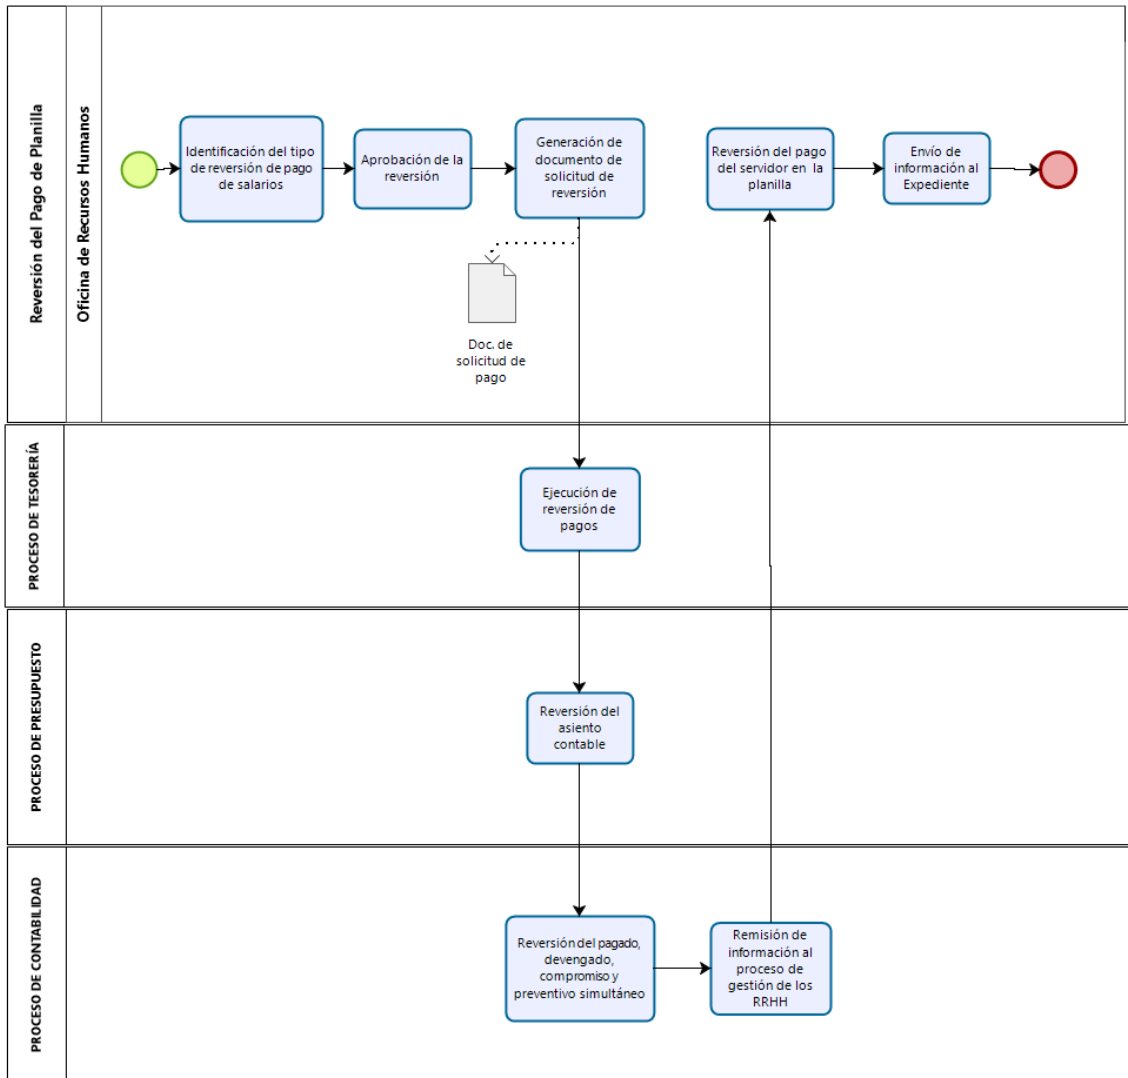 Reversión del Pago de Planilla
Oficina de Recursos Humanos
Identificación del tipo
de reversión de pago
de salarios
Aprobación de la
reversión
Generación de
documento de
solicitud de
reversión
Reversión del pago
del servidor en la
planilla
Envío de
información al
Expediente
Doc. de
solicitud de
pago
PROCESO DE TESORERÍA
Ejecución de
reversión de
pagos
PROCESO DE PRESUPUESTO
Reversión del
asiento
contable
PROCESO DE CONTABILIDAD
Reversión del pagado,
devengado,
compromiso y
preventivo simultáneo
Remisión de
información al
proceso de
gestión de los
RRHH